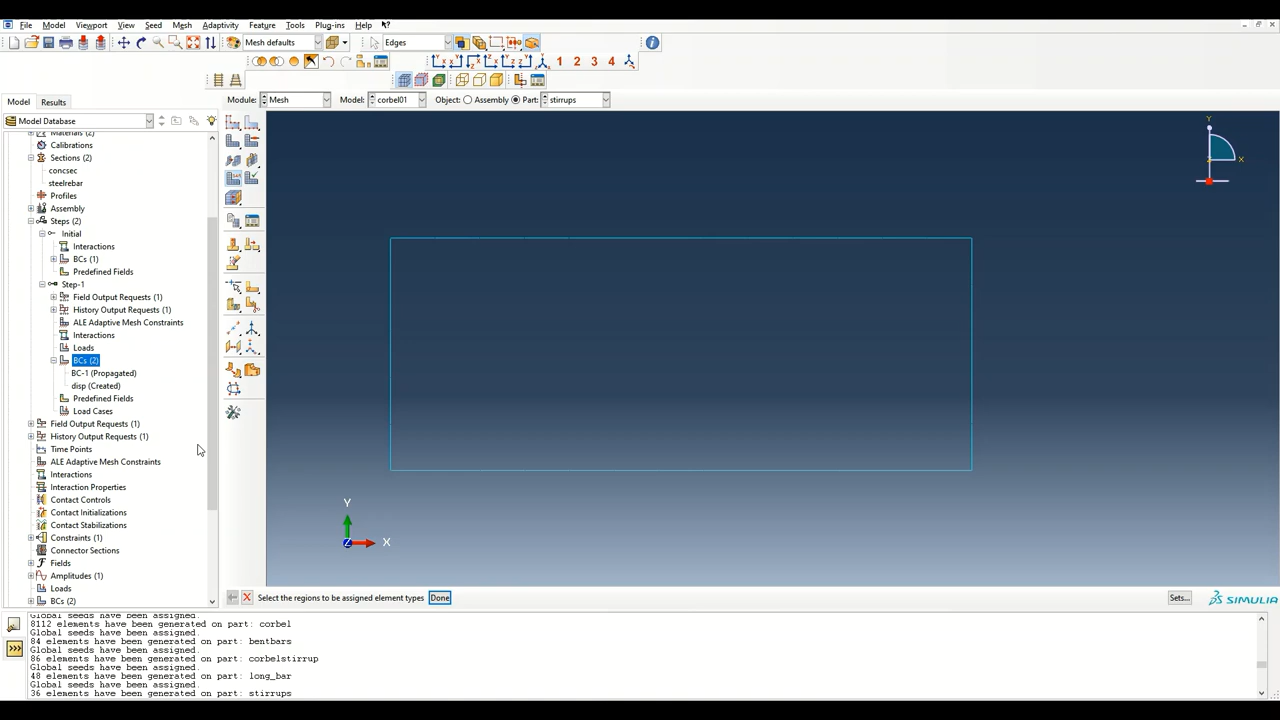 File Model Viewport View Seed Mesh Adaptivity Feature Tools Plug-ins Help
Mesh defaults Edges
1 2 3 4
Model Results
Module: Mesh Model: corbel01 Object: Assembly Part: stirrups
Model Database
Materials (2)
Calibrations
Sections (2)
concsec
steelrebar
Profiles
Assembly
Steps (2)
Initial
Interactions
BCs (1)
Predefined Fields
Step-1
Field Output Requests (1)
History Output Requests (1)
ALE Adaptive Mesh Constraints
Interactions
Loads
BCs (2)
BC-1 (Propagated)
disp (Created)
Predefined Fields
Load Cases
Field Output Requests (1)
History Output Requests (1)
Time Points
ALE Adaptive Mesh Constraints
Interactions
Interaction Properties
Contact Controls
Contact Initializations
Contact Stabilizations
Constraints (1)
Connector Sections
Fields
Amplitudes (1)
Loads
BCs (2)
Y
X
Y
X
Z
Select the regions to be assigned element types Done Sets... SIMULIA
Global seeds have been assigned.
8112 elements have been generated on part: corbel
Global seeds have been assigned.
84 elements have been generated on part: bentbars
Global seeds have been assigned.
86 elements have been generated on part: corbelstirrup
Global seeds have been assigned.
48 elements have been generated on part: long_bar
Global seeds have been assigned.
36 elements have been generated on part: stirrups